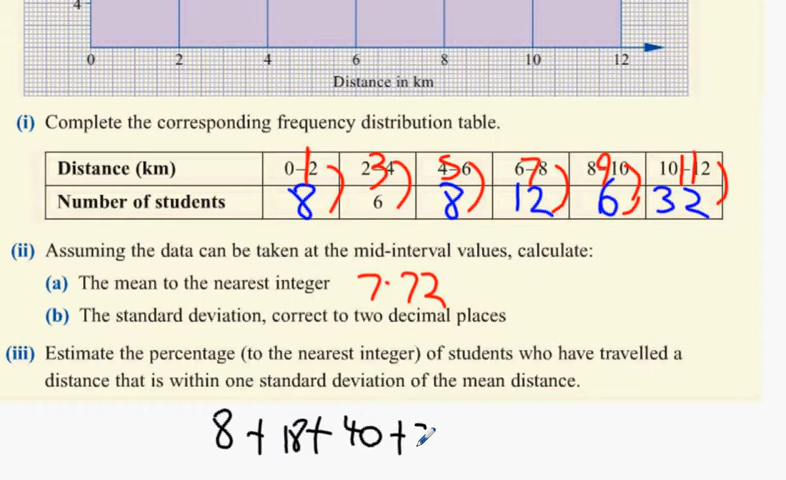 4
0 2 4 6 8 10 12
Distance in km
(i) Complete the corresponding frequency distribution table.
Distance (km) 0–2 2–4 4–6 6–8 8–10 10–12
1) 3) 5) 7) 9) 11)
Number of students 8 6 8 12 6 32
(ii) Assuming the data can be taken at the mid-interval values, calculate:
(a) The mean to the nearest integer 7.72
(b) The standard deviation, correct to two decimal places
(iii) Estimate the percentage (to the nearest integer) of students who have travelled a
distance that is within one standard deviation of the mean distance.
8 + 18 + 40 +